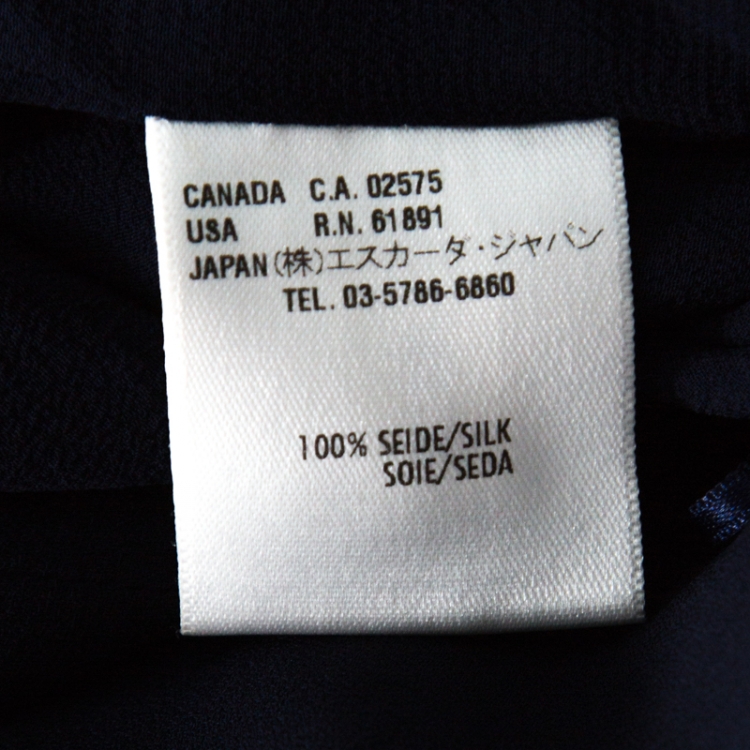 CANADA C.A. 02575
USA R.N. 61891
JAPAN(株)エスカーダ・ジャパン
TEL. 03-5786-6860
100% SEIDE/SILK
SOIE/SEDA